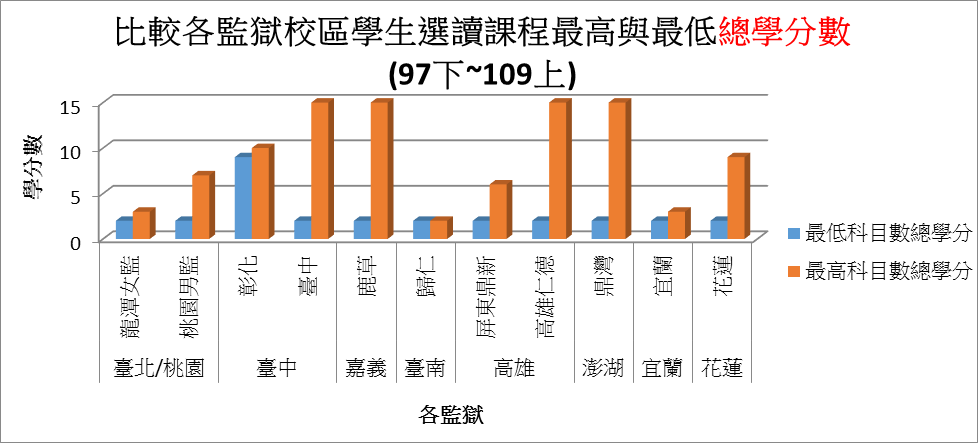 比較各監獄校區學生選讀課程最高與最低總學分數
(97下~109上)
學分數
15
10
5
0
龍潭女監
桃園男監
彰化
臺中
鹿草
歸仁
屏東鼎新
高雄仁德
鼎灣
宜蘭
花蓮
臺北/桃園
臺中
嘉義
臺南
高雄
澎湖
宜蘭
花蓮
各監獄
最低科目數總學分
最高科目數總學分